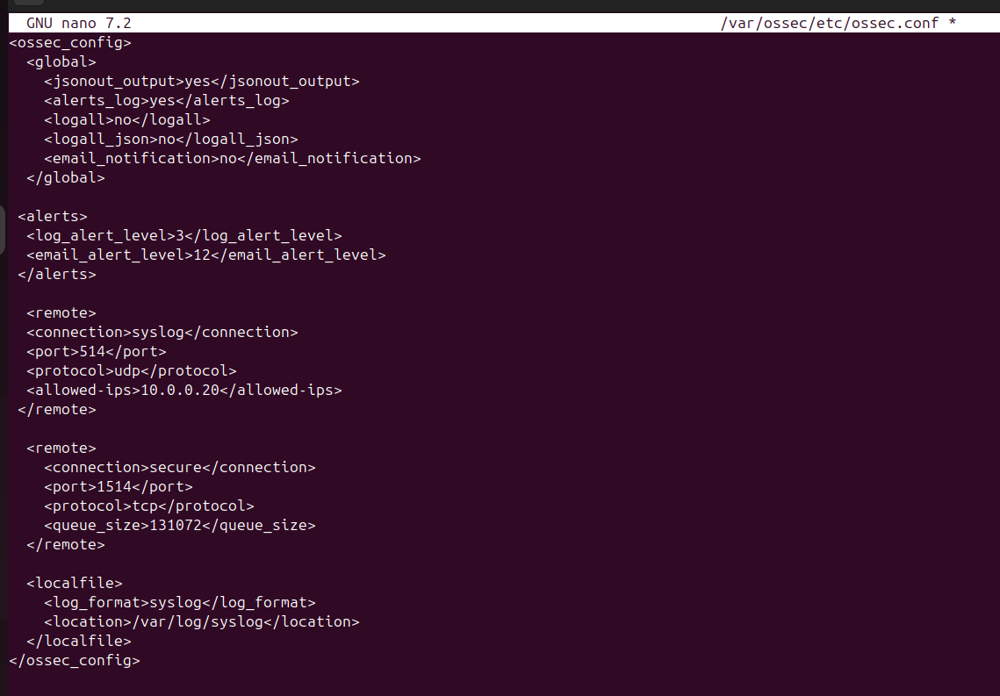 GNU nano 7.2 /var/ossec/etc/ossec.conf *
<ossec_config>
  <global>
    <jsonout_output>yes</jsonout_output>
    <alerts_log>yes</alerts_log>
    <logall>no</logall>
    <logall_json>no</logall_json>
    <email_notification>no</email_notification>
  </global>

 <alerts>
  <log_alert_level>3</log_alert_level>
  <email_alert_level>12</email_alert_level>
 </alerts>

  <remote>
  <connection>syslog</connection>
  <port>514</port>
  <protocol>udp</protocol>
  <allowed-ips>10.0.0.20</allowed-ips>
 </remote>

  <remote>
    <connection>secure</connection>
    <port>1514</port>
    <protocol>tcp</protocol>
    <queue_size>131072</queue_size>
  </remote>

  <localfile>
    <log_format>syslog</log_format>
    <location>/var/log/syslog</location>
  </localfile>
</ossec_config>